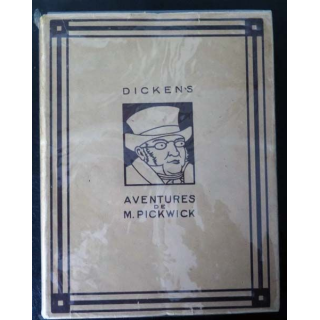 DICKENS
AVENTURES
DE
M. PICKWICK